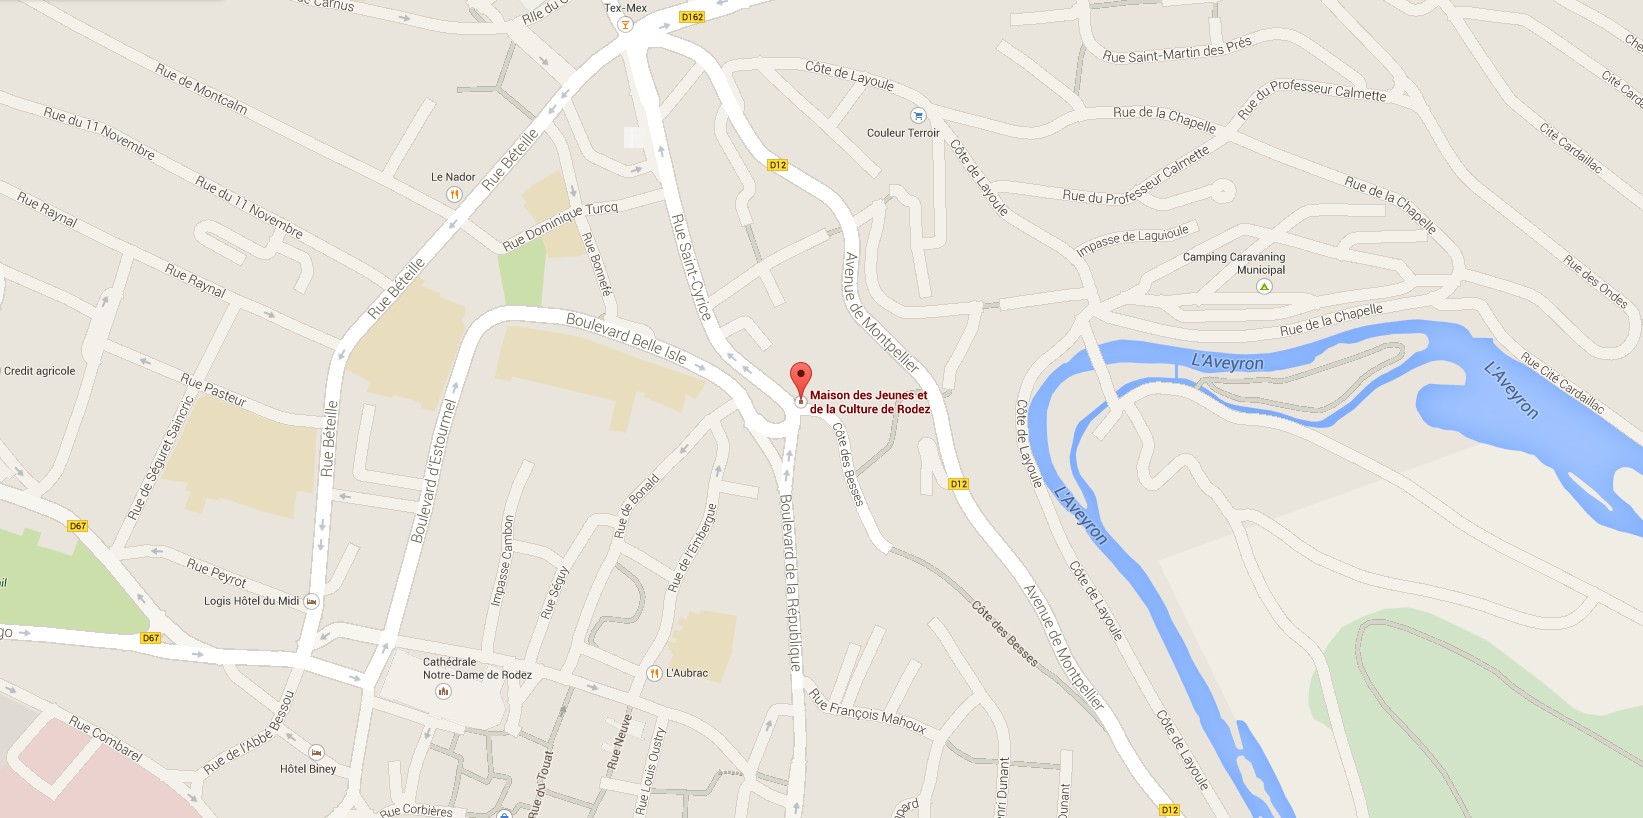 de Carnus
Rlle du C
Tex-Mex
D162
Rue Saint-Martin des Prés
Côte de Layoule
Rue de Montcalm
Rue du Professeur Calmette
Rue du 11 Novembre
Couleur Terroir
Rue de la Chapelle
Cité Cardaillac
Cité Carda
Rue Béteille
D12
Côte de Layoule
Rue du Professeur Calmette
Le Nador
Rue du 11 Novembre
Rue Raynal
Rue Dominique Turcq
Rue Saint-Cyrice
Rue Bonnefé
Rue de la Chapelle
Impasse de Laguioule
Camping Caravaning
Municipal
Rue Raynal
Rue Béteille
Avenue de Montpellier
Rue des Ondes
Boulevard Belle Isle
Rue de la Chapelle
L'Aveyron
L'Aveyron
Rue Cité Cardaillac
Credit agricole
Rue Pasteur
Maison des Jeunes et
de la Culture de Rodez
Rue Béteille
Rue de Séguret Saincric
Boulevard d'Estourmel
Côte des Besses
Côte de Layoule
D12
L'Aveyron
D67
Rue de Bonald
Rue de l'Embergue
Boulevard de la République
Impasse Cambon
Rue Séguy
Rue Peyrot
Logis Hôtel du Midi
Côte des Besses
Côte de Layoule
Avenue de Montpellier
go
D67
Cathédrale
Notre-Dame de Rodez
L'Aubrac
Rue François Mahoux
Côte de Layoule
Rue Combarel
Rue de l'Abbé Bessou
Hôtel Biney
Rue du Touat
Rue Neuve
Rue Louis Oustry
Rue Corbières
enri Dunant
Dunant
D12